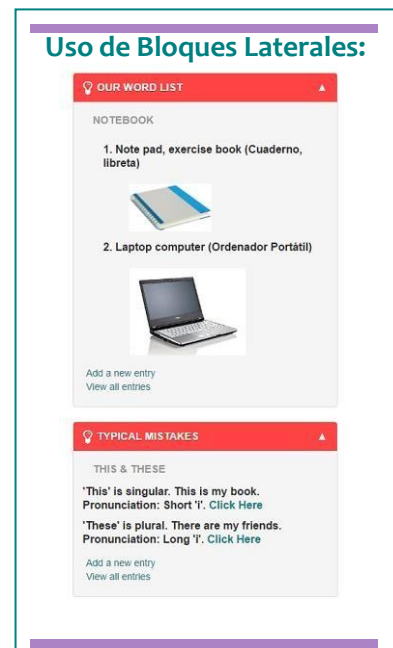 Uso de Bloques Laterales:
OUR WORD LIST
NOTEBOOK
1. Note pad, exercise book (Cuaderno,
libreta)
2. Laptop computer (Ordenador Portátil)
Add a new entry
View all entries
TYPICAL MISTAKES
THIS & THESE
'This' is singular. This is my book.
Pronunciation: Short 'i'. Click Here
'These' is plural. There are my friends.
Pronunciation: Long 'i'. Click Here
Add a new entry
View all entries